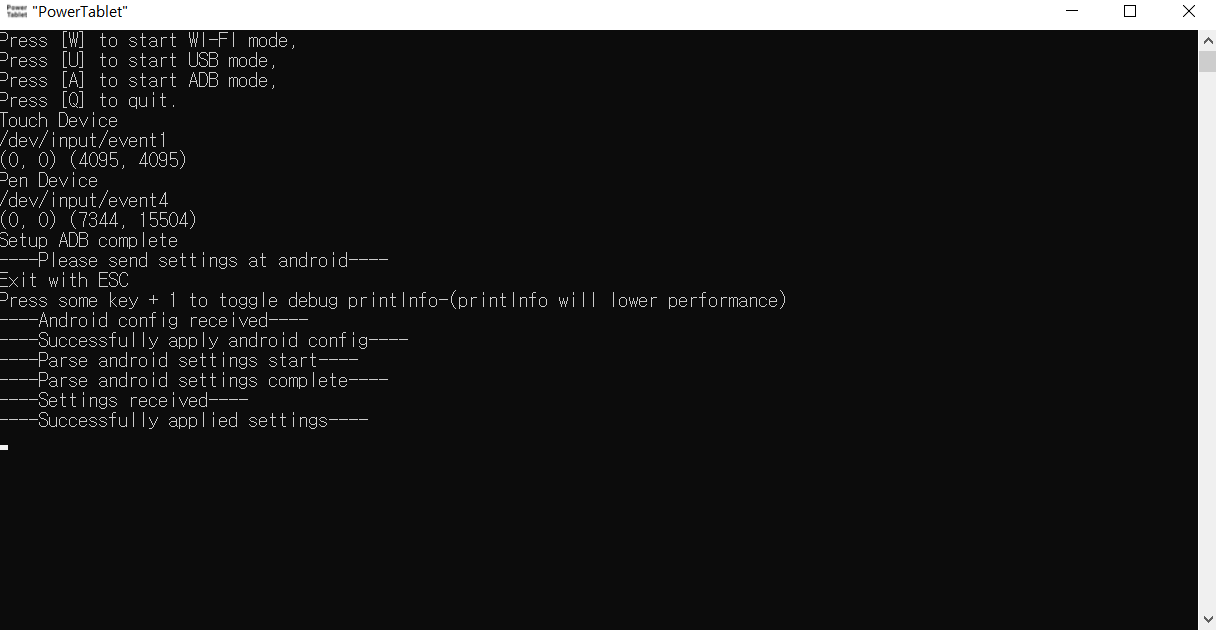 Power Tablet "PowerTablet"
Press [W] to start WI-FI mode,
Press [U] to start USB mode,
Press [A] to start ADB mode,
Press [Q] to quit.
Touch Device
/dev/input/event1
(0, 0) (4095, 4095)
Pen Device
/dev/input/event4
(0, 0) (7344, 15504)
Setup ADB complete
----Please send settings at android----
Exit with ESC
Press some key + 1 to toggle debug printInfo-(printInfo will lower performance)
----Android config received----
----Successfully apply android config----
----Parse android settings start----
----Parse android settings complete----
----Settings received----
----Successfully applied settings----